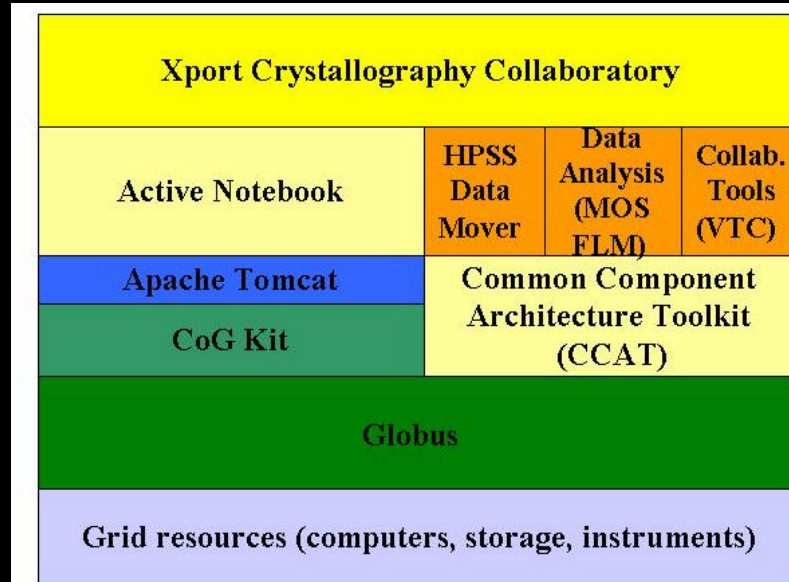 Xport Crystallography Collaboratory
Active Notebook
HPSS
Data
Mover
Data
Analysis
(MOS
FLM)
Collab.
Tools
(VTC)
Apache Tomcat
CoG Kit
Common Component
Architecture Toolkit
(CCAT)
Globus
Grid resources (computers, storage, instruments)